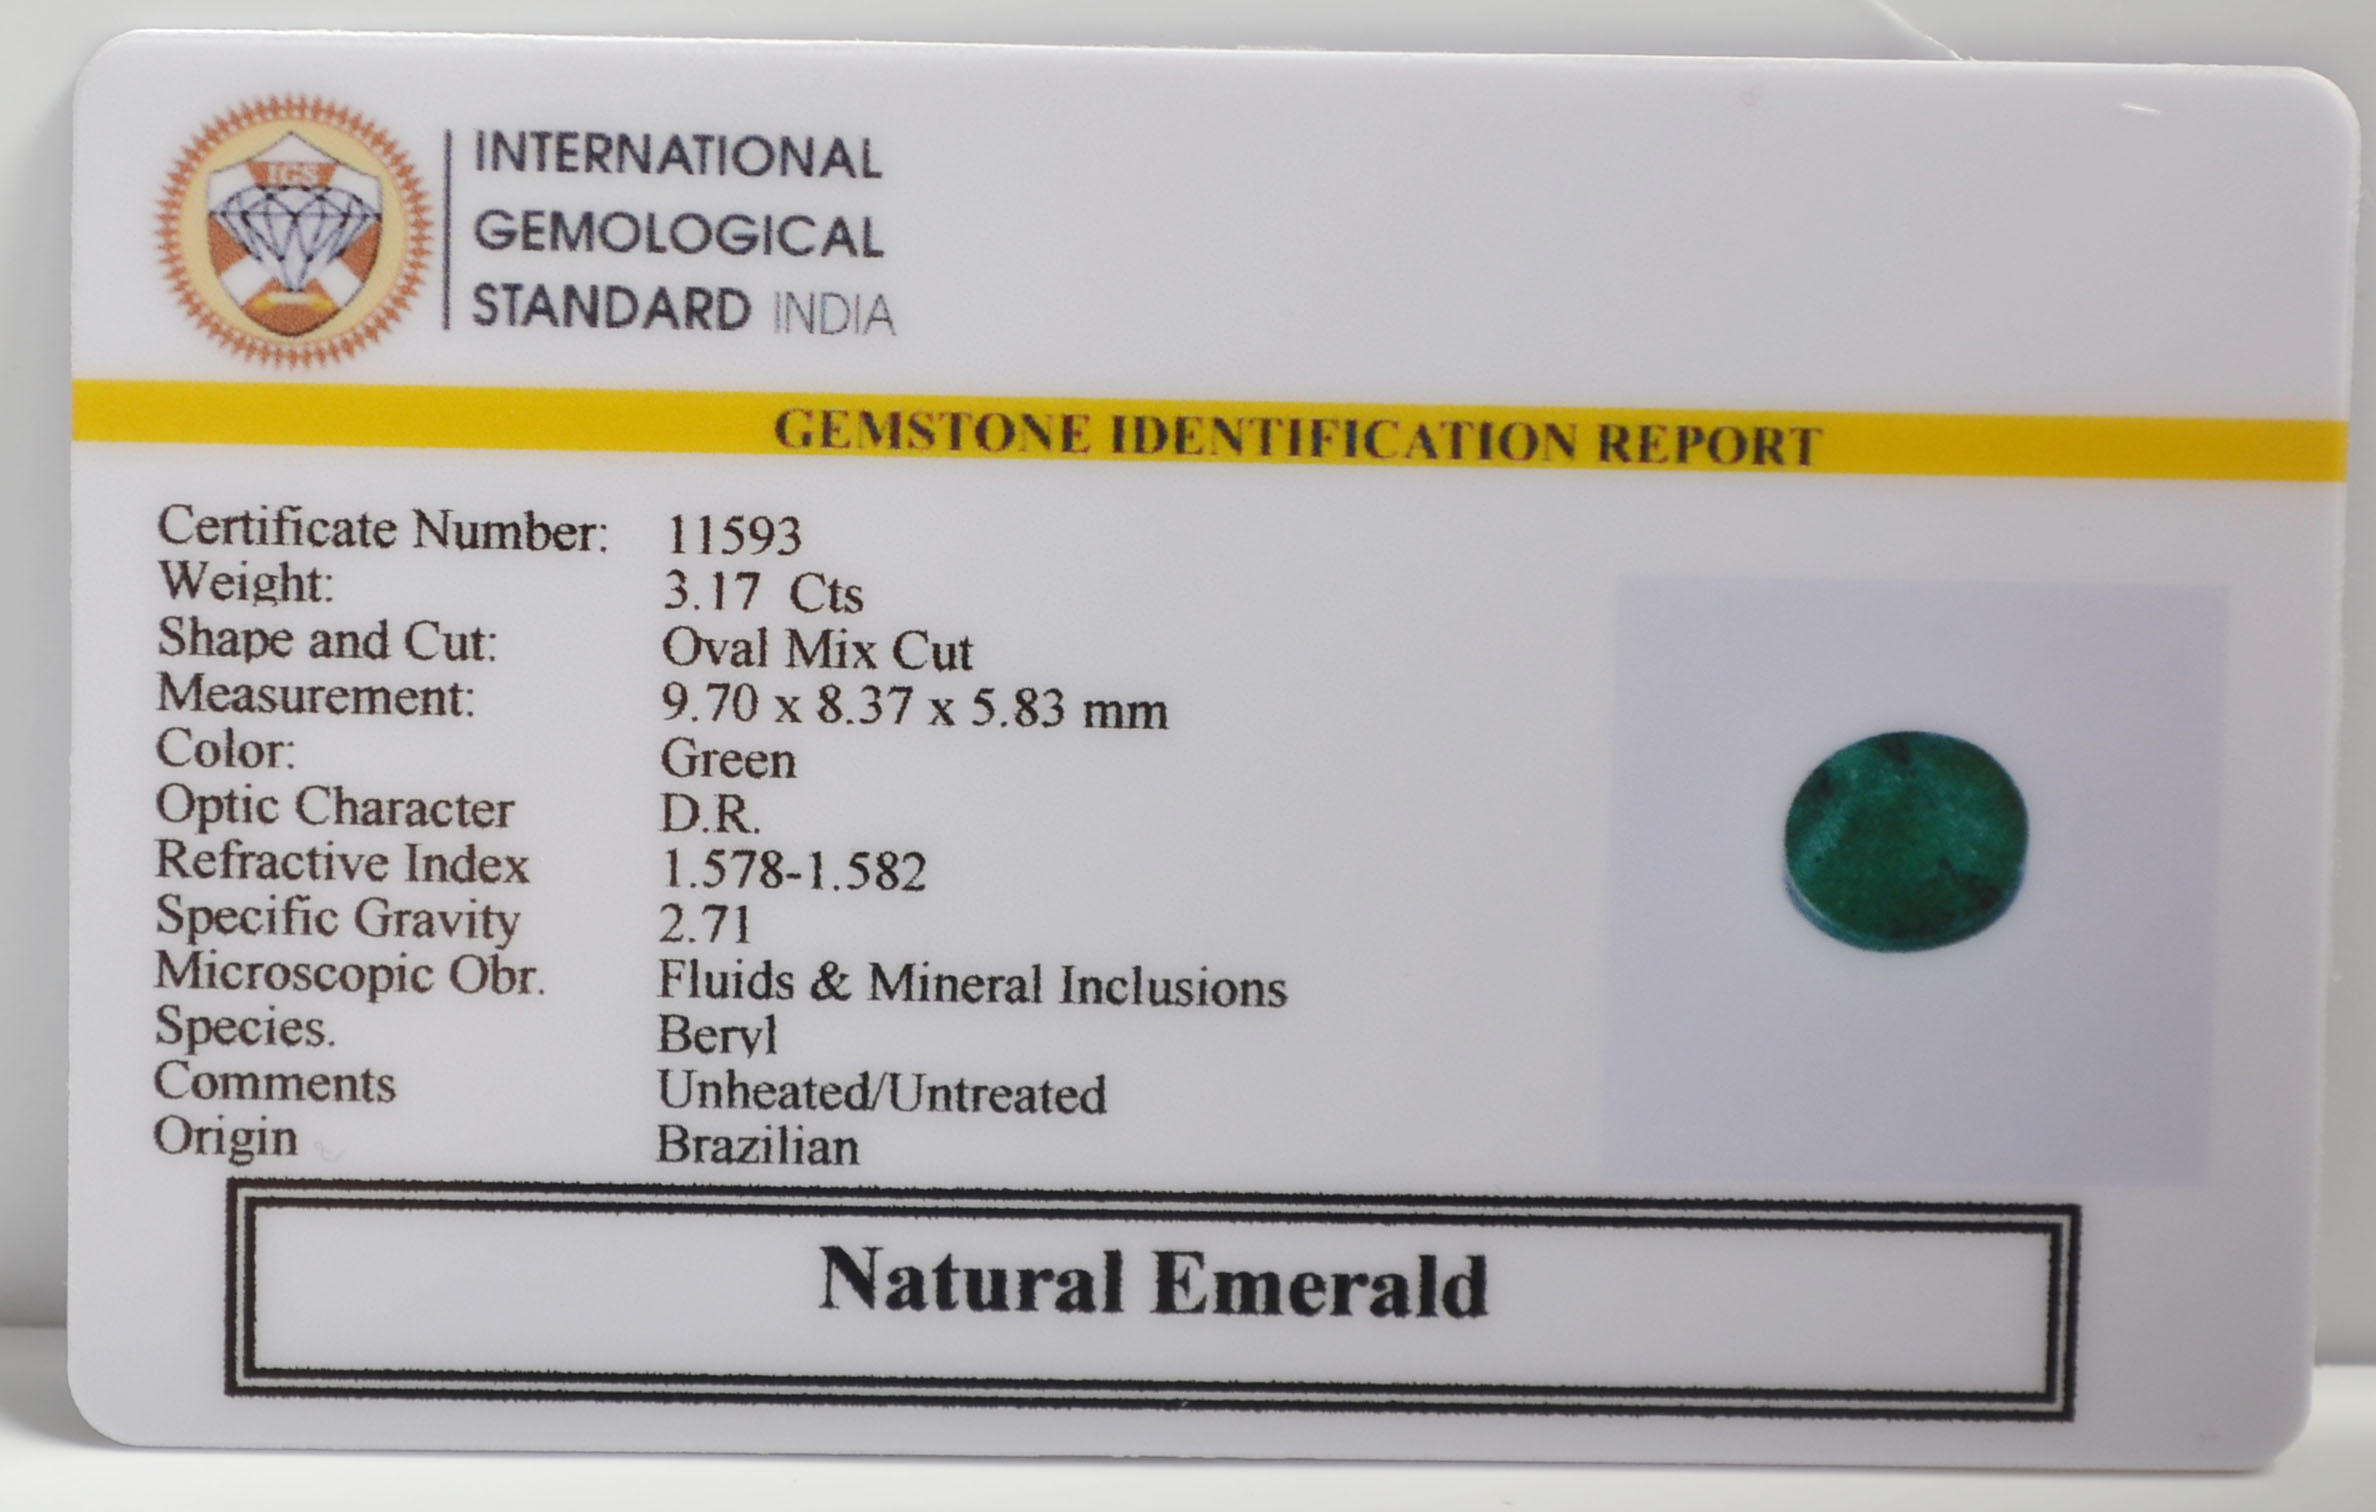 IGS
INTERNATIONAL
GEMOLOGICAL
STANDARD INDIA
GEMSTONE IDENTIFICATION REPORT
Certificate Number: 11593
Weight: 3.17 Cts
Shape and Cut: Oval Mix Cut
Measurement: 9.70 x 8.37 x 5.83 mm
Color: Green
Optic Character D.R.
Refractive Index 1.578-1.582
Specific Gravity 2.71
Microscopic Obr. Fluids & Mineral Inclusions
Species. Beryl
Comments Unheated/Untreated
Origin Brazilian
Natural Emerald